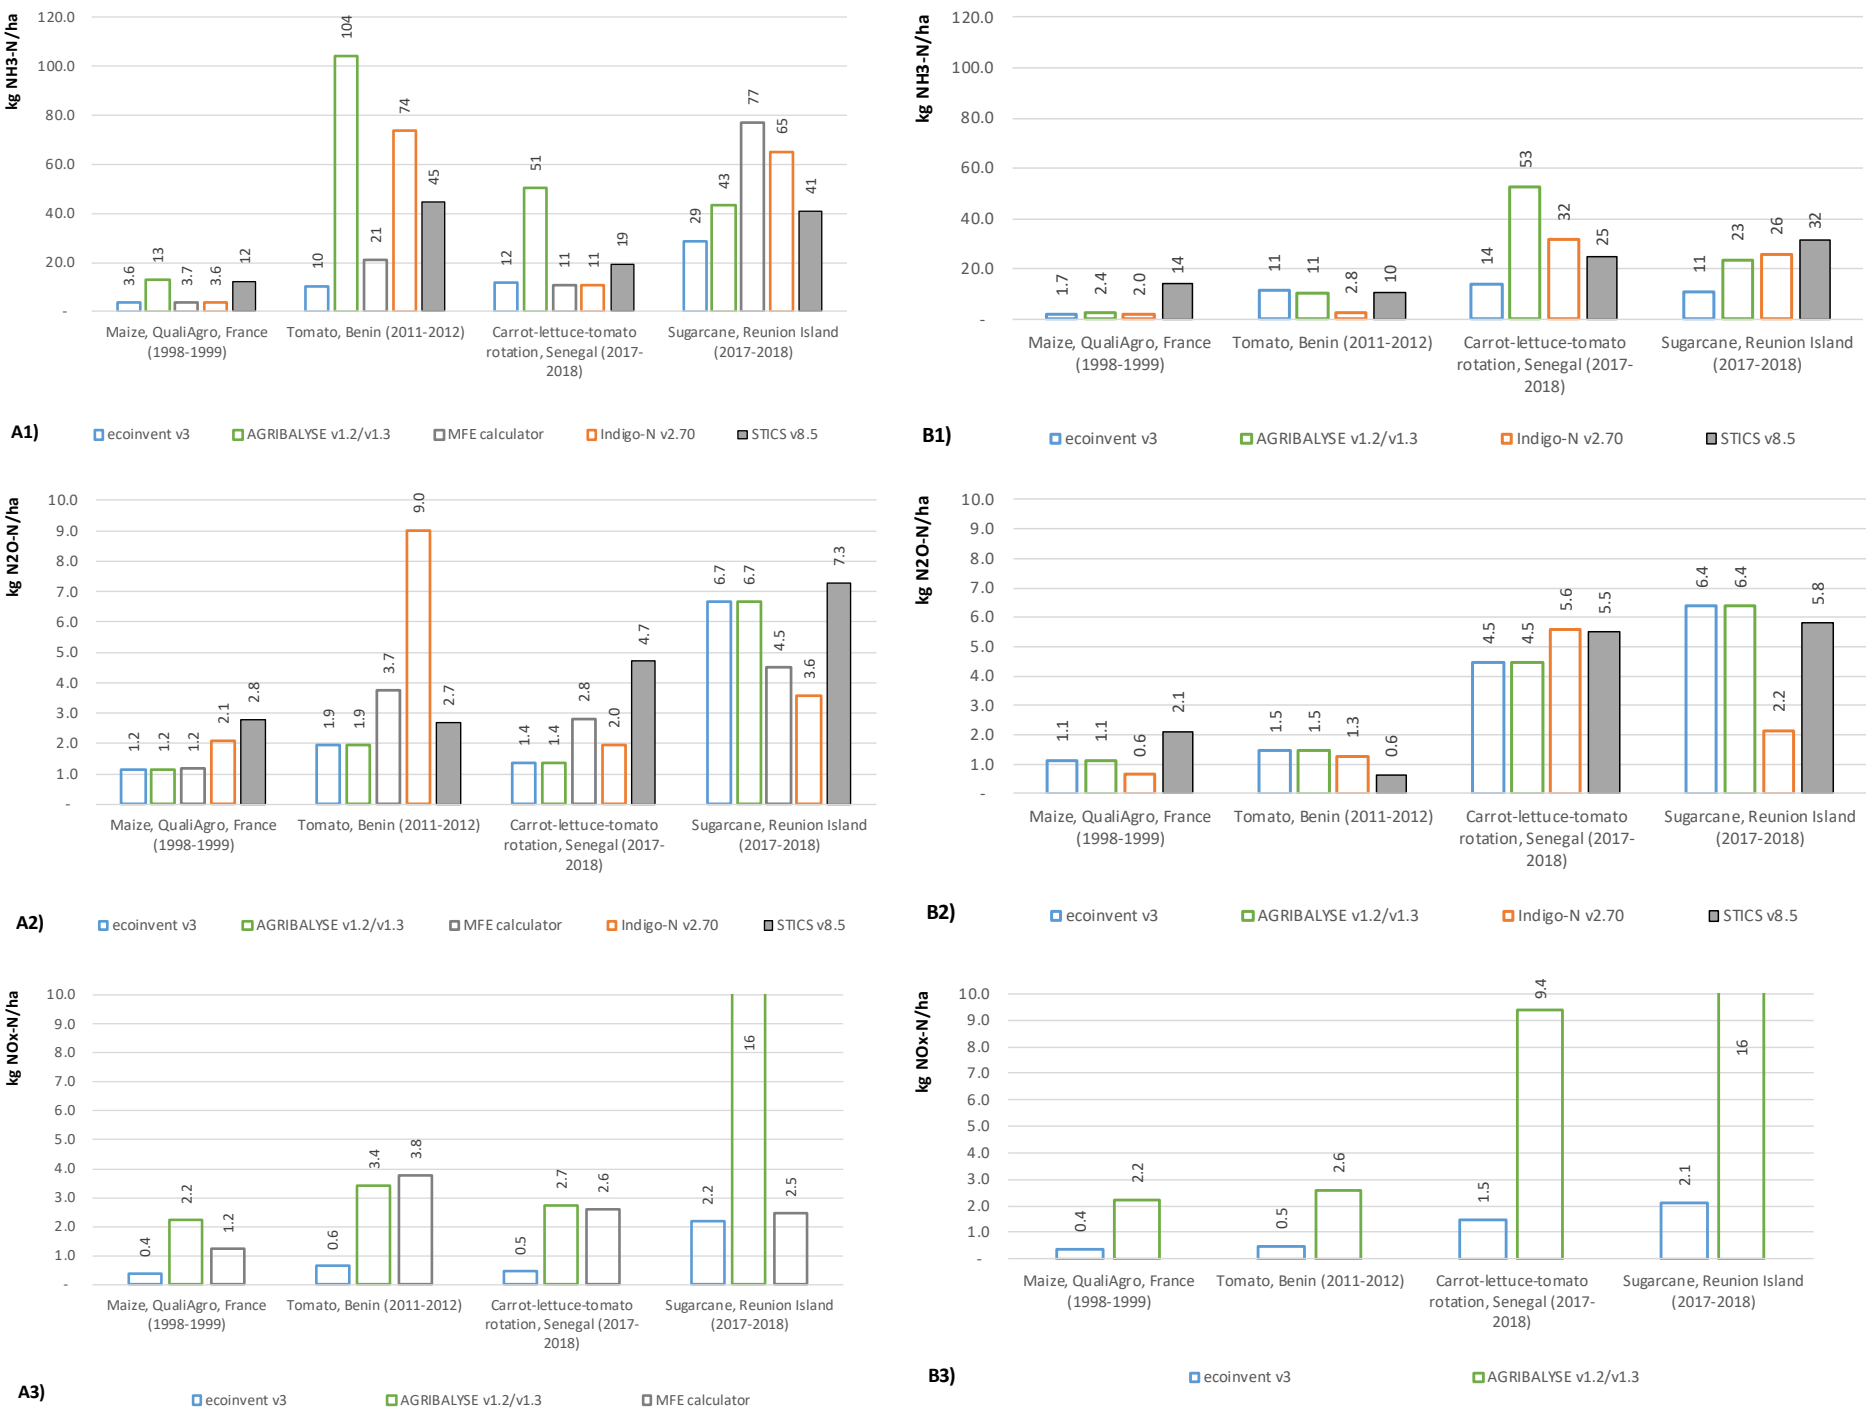 kg NH3-N/ha
120.0
100.0
80.0
60.0
40.0
20.0
-
3.6
13
3.7
3.6
12
10
104
21
74
45
12
51
11
11
19
29
43
77
65
41
Maize, QualiAgro, France
(1998-1999)
Tomato, Benin (2011-2012)
Carrot-lettuce-tomato
rotation, Senegal (2017-
2018)
Sugarcane, Reunion Island
(2017-2018)
A1)
ecoinvent v3
AGRIBALYSE v1.2/v1.3
MFE calculator
Indigo-N v2.70
STICS v8.5
kg NH3-N/ha
120.0
100.0
80.0
60.0
40.0
20.0
-
1.7
2.4
2.0
14
11
11
2.8
10
14
53
32
25
11
23
26
32
Maize, QualiAgro, France
(1998-1999)
Tomato, Benin (2011-2012)
Carrot-lettuce-tomato
rotation, Senegal (2017-
2018)
Sugarcane, Reunion Island
(2017-2018)
B1)
ecoinvent v3
AGRIBALYSE v1.2/v1.3
Indigo-N v2.70
STICS v8.5
kg N2O-N/ha
10.0
9.0
8.0
7.0
6.0
5.0
4.0
3.0
2.0
1.0
-
1.2
1.2
1.2
2.1
2.8
1.9
1.9
3.7
9.0
2.7
1.4
1.4
2.8
2.0
4.7
6.7
6.7
4.5
3.6
7.3
Maize, QualiAgro, France
(1998-1999)
Tomato, Benin (2011-2012)
Carrot-lettuce-tomato
rotation, Senegal (2017-
2018)
Sugarcane, Reunion Island
(2017-2018)
A2)
ecoinvent v3
AGRIBALYSE v1.2/v1.3
MFE calculator
Indigo-N v2.70
STICS v8.5
kg N2O-N/ha
10.0
9.0
8.0
7.0
6.0
5.0
4.0
3.0
2.0
1.0
-
1.1
1.1
0.6
2.1
1.5
1.5
1.3
0.6
4.5
4.5
5.6
5.5
6.4
6.4
2.2
5.8
Maize, QualiAgro, France
(1998-1999)
Tomato, Benin (2011-2012)
Carrot-lettuce-tomato
rotation, Senegal (2017-
2018)
Sugarcane, Reunion Island
(2017-2018)
B2)
ecoinvent v3
AGRIBALYSE v1.2/v1.3
Indigo-N v2.70
STICS v8.5
kg NOx-N/ha
10.0
9.0
8.0
7.0
6.0
5.0
4.0
3.0
2.0
1.0
-
0.4
2.2
1.2
0.6
3.4
3.8
0.5
2.7
2.6
2.2
16
2.5
Maize, QualiAgro, France
(1998-1999)
Tomato, Benin (2011-2012)
Carrot-lettuce-tomato
rotation, Senegal (2017-
2018)
Sugarcane, Reunion Island
(2017-2018)
A3)
ecoinvent v3
AGRIBALYSE v1.2/v1.3
MFE calculator
kg NOx-N/ha
10.0
9.0
8.0
7.0
6.0
5.0
4.0
3.0
2.0
1.0
-
0.4
2.2
0.5
2.6
1.5
9.4
2.1
16
Maize, QualiAgro, France
(1998-1999)
Tomato, Benin (2011-2012)
Carrot-lettuce-tomato
rotation, Senegal (2017-
2018)
Sugarcane, Reunion Island
(2017-2018)
B3)
ecoinvent v3
AGRIBALYSE v1.2/v1.3